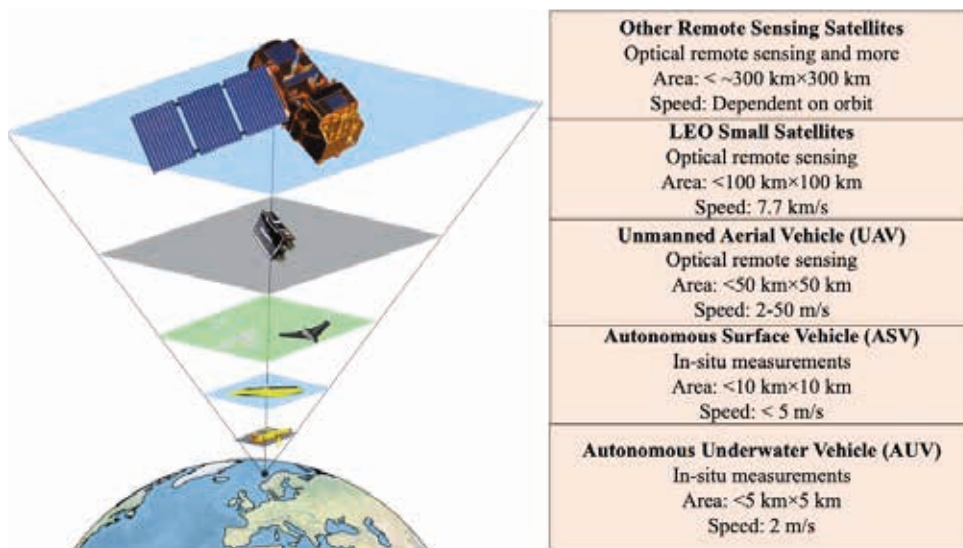 Other Remote Sensing Satellites
Optical remote sensing and more
Area: < ~300 km×300 km
Speed: Dependent on orbit
LEO Small Satellites
Optical remote sensing
Area: <100 km×100 km
Speed: 7.7 km/s
Unmanned Aerial Vehicle (UAV)
Optical remote sensing
Area: <50 km×50 km
Speed: 2-50 m/s
Autonomous Surface Vehicle (ASV)
In-situ measurements
Area: <10 km×10 km
Speed: < 5 m/s
Autonomous Underwater Vehicle (AUV)
In-situ measurements
Area: <5 km×5 km
Speed: 2 m/s